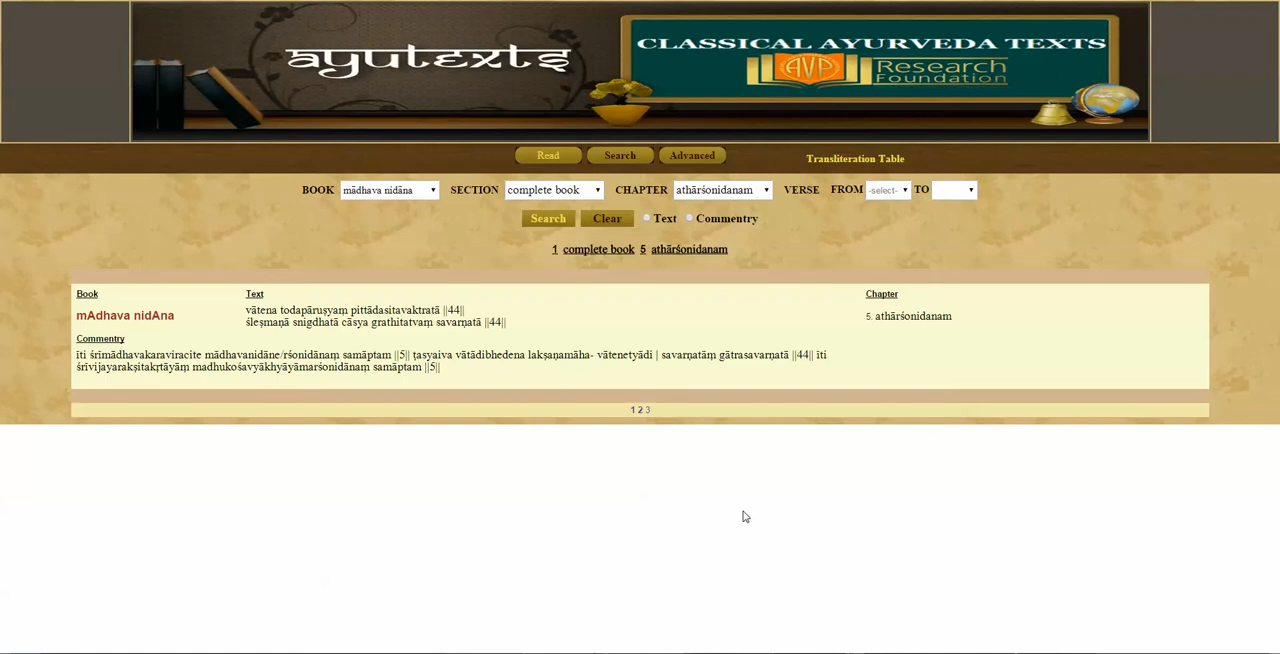 ayutexts
CLASSICAL AYURVEDA TEXTS
AVP Research Foundation
Read Search Advanced Transliteration Table
BOOK mādhava nidāna SECTION complete book CHAPTER athārśonidanam VERSE FROM -select- TO
Search Clear Text Commentry
1 complete book 5 athārśonidanam
Book Text Chapter
mAdhava nidAna
vātena todapāruṣyaṃ pittādasitavaktratā ||44||
śleṣmaṇā snigdhatā cāsya grathitatvaṃ savarṇatā ||44||
5. athārśonidanam
Commentry
iti śrīmādhavakaraviracite mādhavanidāne/rśonidānaṃ samāptam ||5|| tasyaiva vātādibhedena lakṣaṇamāha- vātenetyādi | savarṇatāṃ gātrasavarṇatā ||44|| iti
śrīvijayarakṣitakṛtāyāṃ madhukośavyākhyāyāmarśonidānaṃ samāptam ||5||
1 2 3